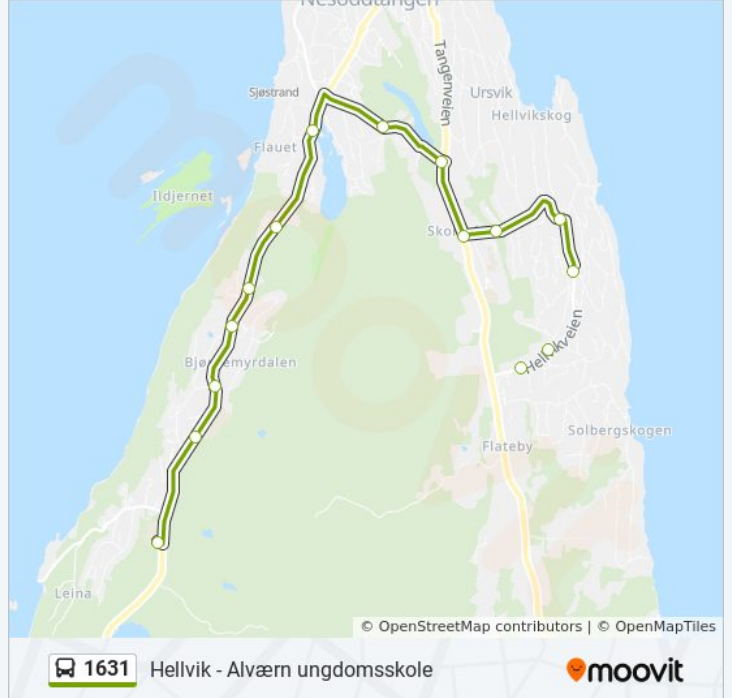 Nesoddtangen
Tangenveien
Sjøstrand
Ursvik
Hellvikskog
Flauet
Ildjernet
Sko
Hellvikveien
Bjørnemyrdalen
Solbergskogen
Flateby
Leina
© OpenStreetMap contributors | © OpenMapTiles
1631 Hellvik - Alværn ungdomsskole moovit